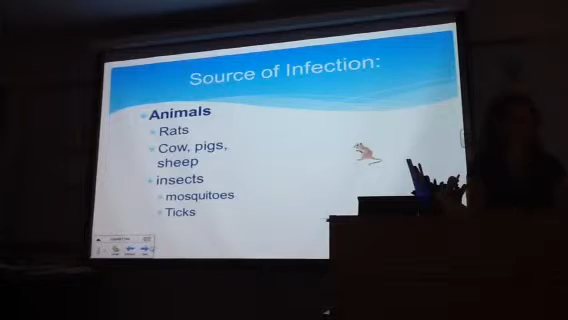 Source of Infection:
Animals
Rats
Cow, pigs,
sheep
insects
mosquitoes
Ticks